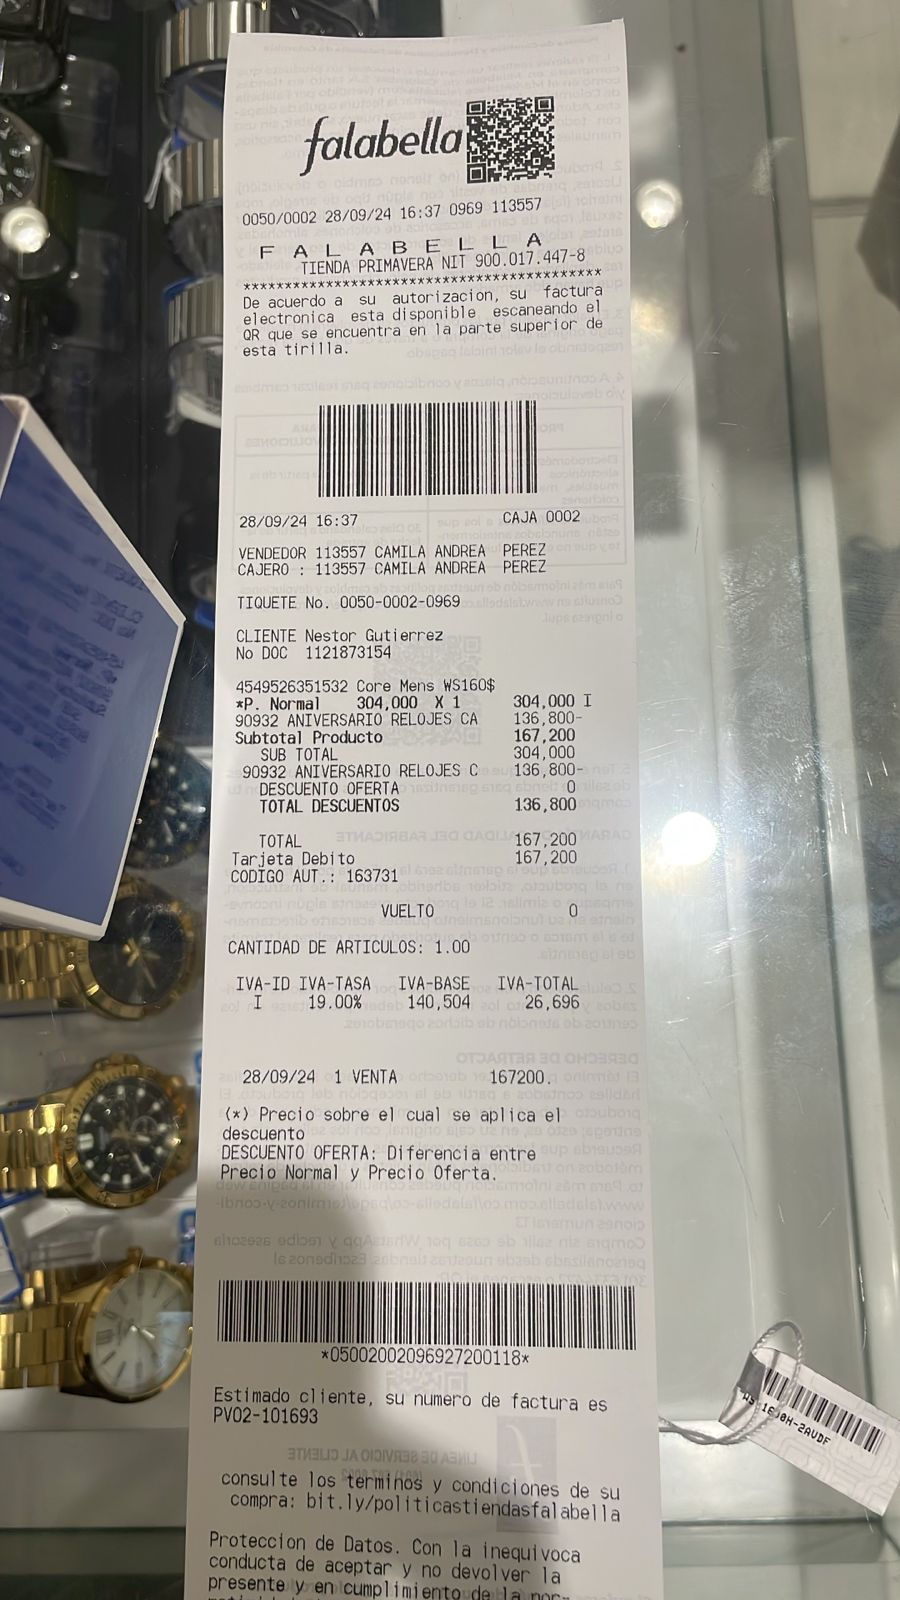 falabella
0050/0002 28/09/24 16:37 0969 113557
F A L A B E L L A
TIENDA PRIMAVERA NIT 900.017.447-8
********************************************
De acuerdo a su autorizacion, su factura
electronica esta disponible, escaneando el
QR que se encuentra en la parte superior de
esta tirilla.
28/09/24 16:37 CAJA 0002
VENDEDOR 113557 CAMILA ANDREA PEREZ
CAJERO : 113557 CAMILA ANDREA PEREZ
TIQUETE No. 0050-0002-0969
CLIENTE Nestor Gutierrez
No DOC 1121873154
4549526351532 Core Mens WS160$
*P. Normal 304,000 X 1 304,000 I
90932 ANIVERSARIO RELOJES CA 136,800-
Subtotal Producto 167,200
SUB TOTAL 304,000
90932 ANIVERSARIO RELOJES C 136,800-
DESCUENTO OFERTA 0
TOTAL DESCUENTOS 136,800
TOTAL 167,200
Tarjeta Debito 167,200
CODIGO AUT.: 163731
VUELTO 0
CANTIDAD DE ARTICULOS: 1.00
IVA-ID IVA-TASA IVA-BASE IVA-TOTAL
I 19.00% 140,504 26,696
28/09/24 1 VENTA 167200.
(*) Precio sobre el cual se aplica el
descuento
DESCUENTO OFERTA: Diferencia entre
Precio Normal y Precio Oferta.
*05002002096927200118*
Estimado cliente, su numero de factura es
PV02-101693
consulte los terminos y condiciones de su
compra: bit.ly/politicastiendasfalabella
Proteccion de Datos. Con la inequivoca
conducta de aceptar y no devolver la
presente y en cumplimiento de la nor-